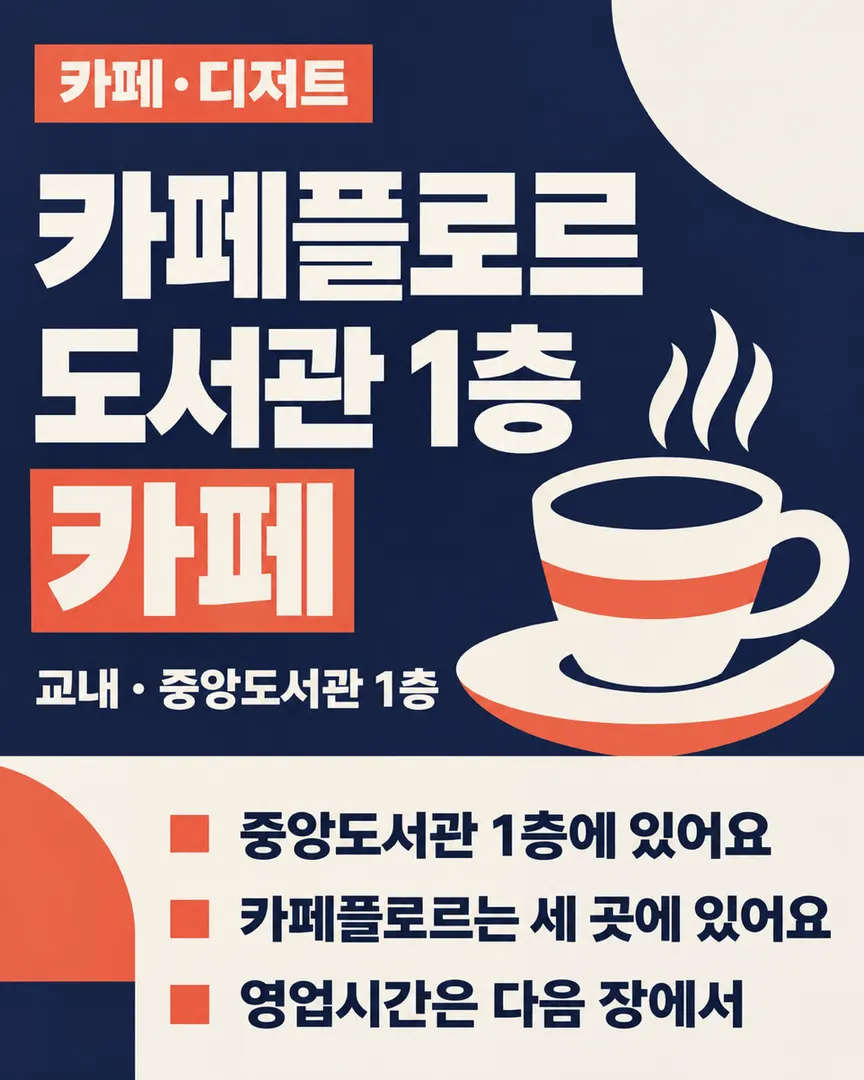 카페·디저트
카페플로르
도서관 1층
카페
교내·중앙도서관 1층
중앙도서관 1층에 있어요
카페플로르는 세 곳에 있어요
영업시간은 다음 장에서